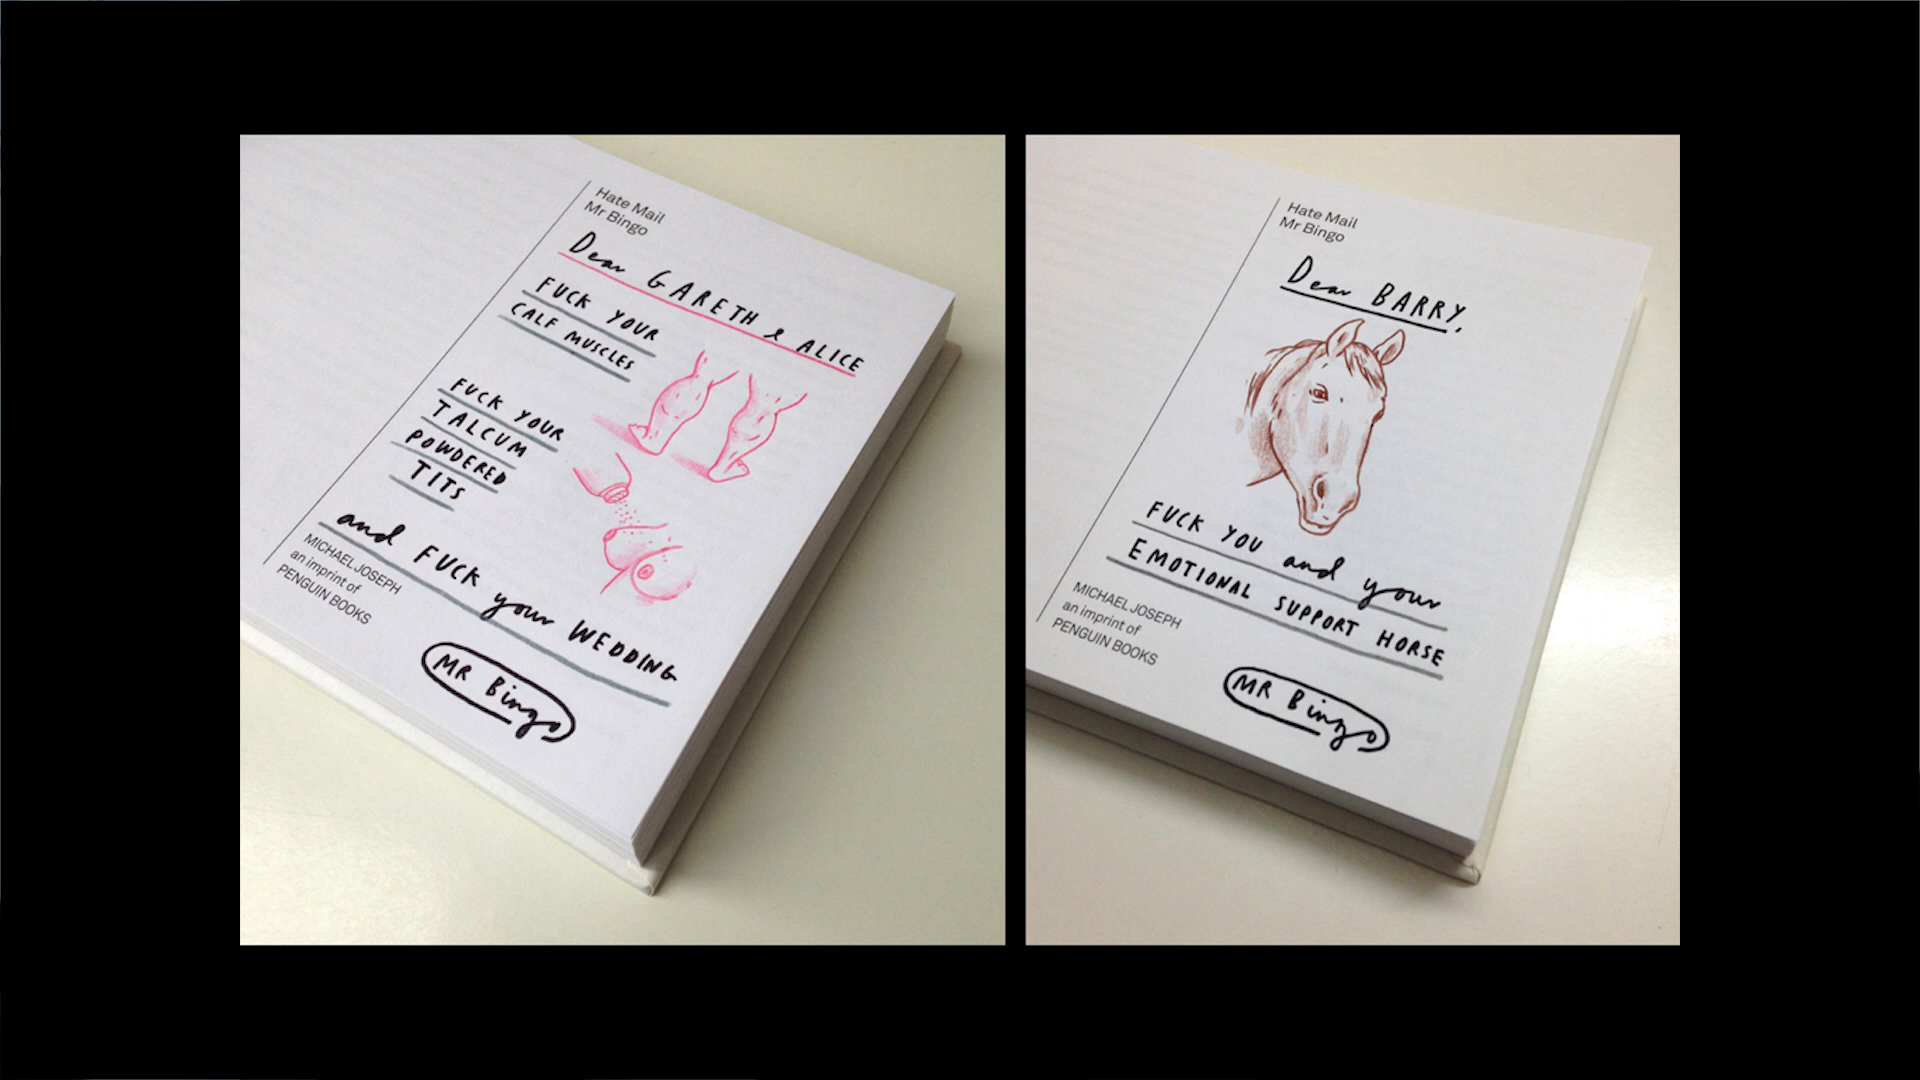 Hate Mail
Mr Bingo
Dear GARETH & ALICE
FUCK YOUR
CALF MUSCLES
FUCK YOUR
TALCUM
POWDERED
TITS
and FUCK your WEDDING
MICHAEL JOSEPH
an imprint of
PENGUIN BOOKS
MR Bingo
Hate Mail
Mr Bingo
Dear BARRY,
FUCK YOU and your
EMOTIONAL SUPPORT HORSE
MICHAEL JOSEPH
an imprint of
PENGUIN BOOKS
MR Bingo